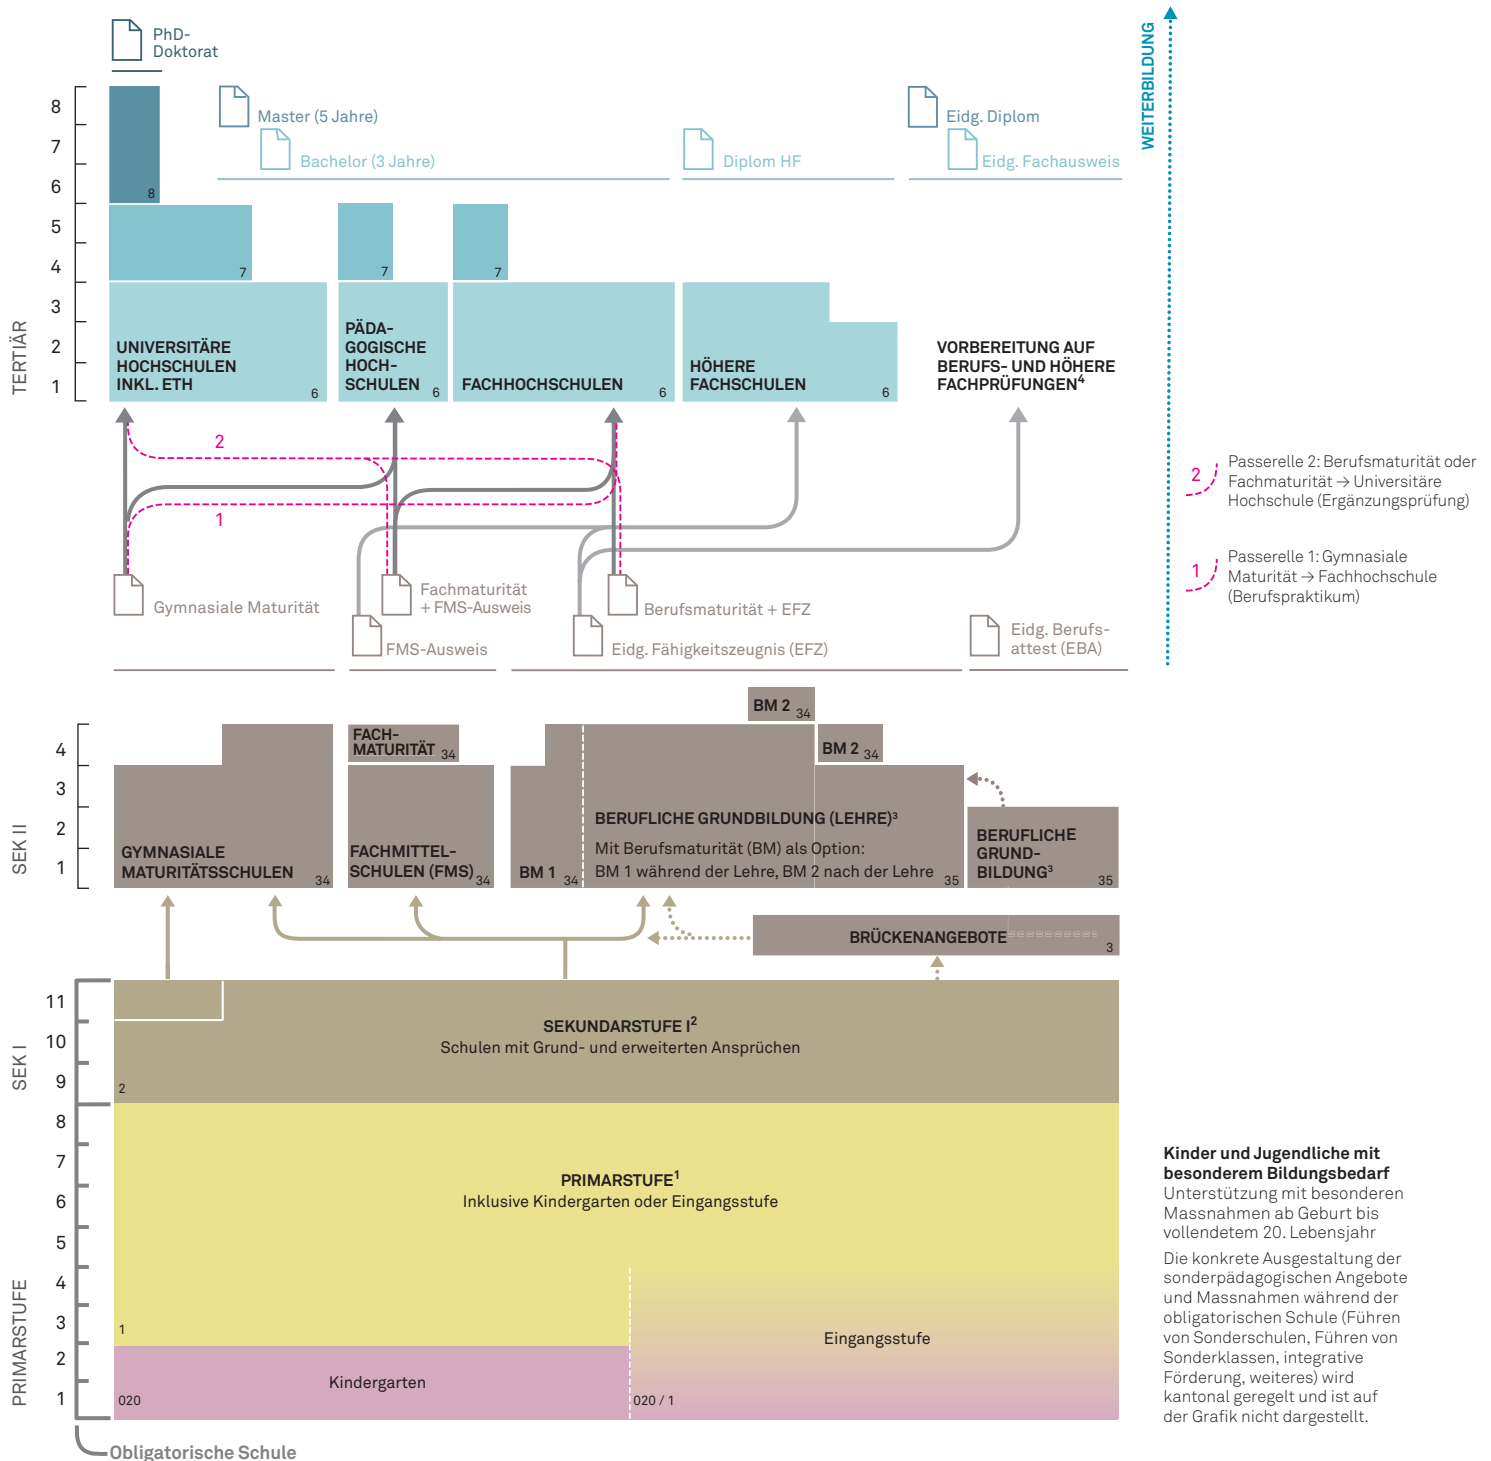 PhD-
Doktorat
WEITERBILDUNG
TERTIÄR
8
7
6
5
4
3
2
1
Master (5 Jahre)
Bachelor (3 Jahre)
Diplom HF
Eidg. Diplom
Eidg. Fachausweis
8
7
7
7
UNIVERSITÄRE
HOCHSCHULEN
INKL. ETH
6
PÄDA-
GOGISCHE
HOCH-
SCHULEN
6
FACHHOCHSCHULEN
6
HÖHERE
FACHSCHULEN
6
VORBEREITUNG AUF
BERUFS- UND HÖHERE
FACHPRÜFUNGEN⁴
2
1
2
Passerelle 2: Berufsmaturität oder
Fachmaturität → Universitäre
Hochschule (Ergänzungsprüfung)
1
Passerelle 1: Gymnasiale
Maturität → Fachhochschule
(Berufspraktikum)
Gymnasiale Maturität
Fachmaturität
+ FMS-Ausweis
Berufsmaturität + EFZ
FMS-Ausweis
Eidg. Fähigkeitszeugnis (EFZ)
Eidg. Berufs-
attest (EBA)
SEK II
4
3
2
1
GYMNASIALE
MATURITÄTSSCHULEN
34
FACH-
MATURITÄT
34
FACHMITTEL-
SCHULEN (FMS)
34
BM 1
34
BM 2
34
BM 2
34
BERUFLICHE GRUNDBILDUNG (LEHRE)³
Mit Berufsmaturität (BM) als Option:
BM 1 während der Lehre, BM 2 nach der Lehre
35
BERUFLICHE
GRUND-
BILDUNG³
35
BRÜCKENANGEBOTE
3
SEK I
11
10
9
SEKUNDARSTUFE I²
Schulen mit Grund- und erweiterten Ansprüchen
2
PRIMARSTUFE
8
7
6
5
4
3
2
1
PRIMARSTUFE¹
Inklusive Kindergarten oder Eingangsstufe
1
Eingangsstufe
Kindergarten
020
020 / 1
Obligatorische Schule
Kinder und Jugendliche mit
besonderem Bildungsbedarf
Unterstützung mit besonderen
Massnahmen ab Geburt bis
vollendetem 20. Lebensjahr
Die konkrete Ausgestaltung der
sonderpädagogischen Angebote
und Massnahmen während der
obligatorischen Schule (Führen
von Sonderschulen, Führen von
Sonderklassen, integrative
Förderung, weiteres) wird
kantonal geregelt und ist auf
der Grafik nicht dargestellt.